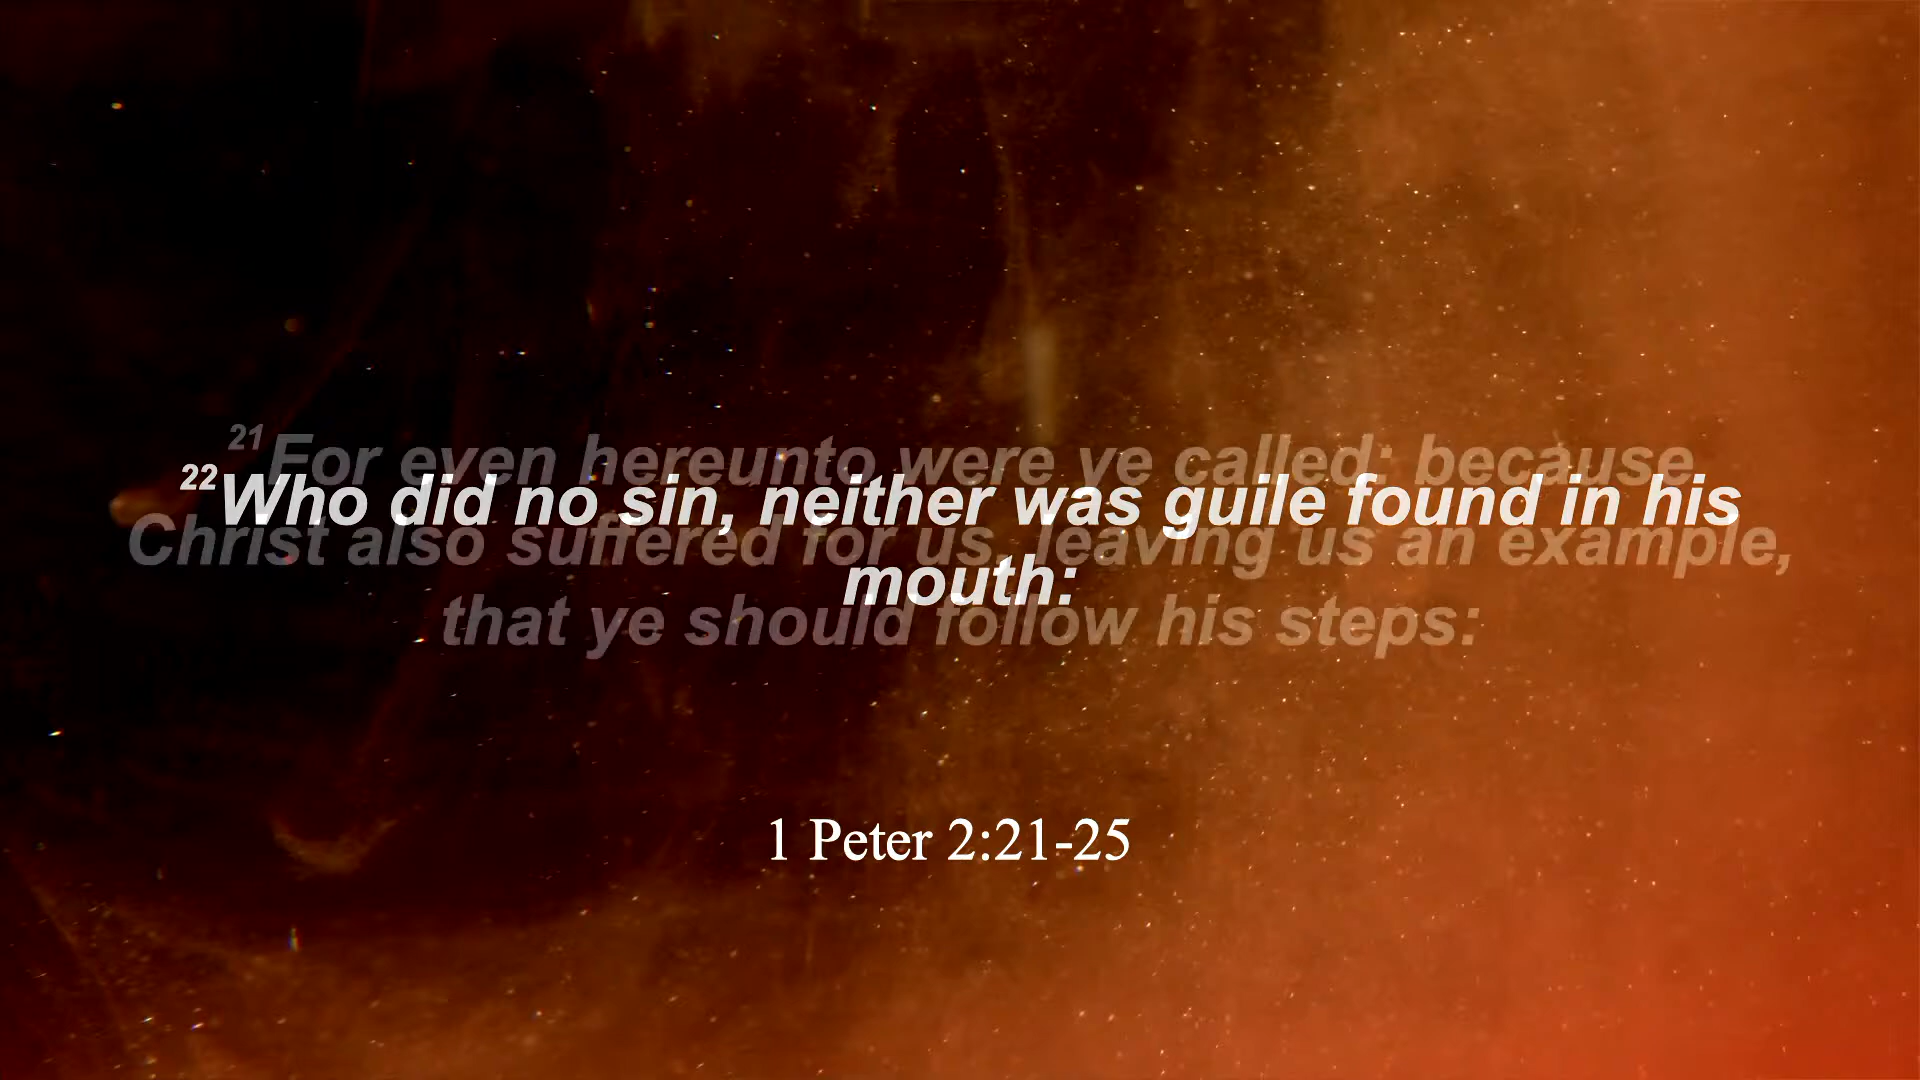 21 For even hereunto were ye called: because
Christ also suffered for us, leaving us an example,
that ye should follow his steps:
22 Who did no sin, neither was guile found in his
mouth:
1 Peter 2:21-25